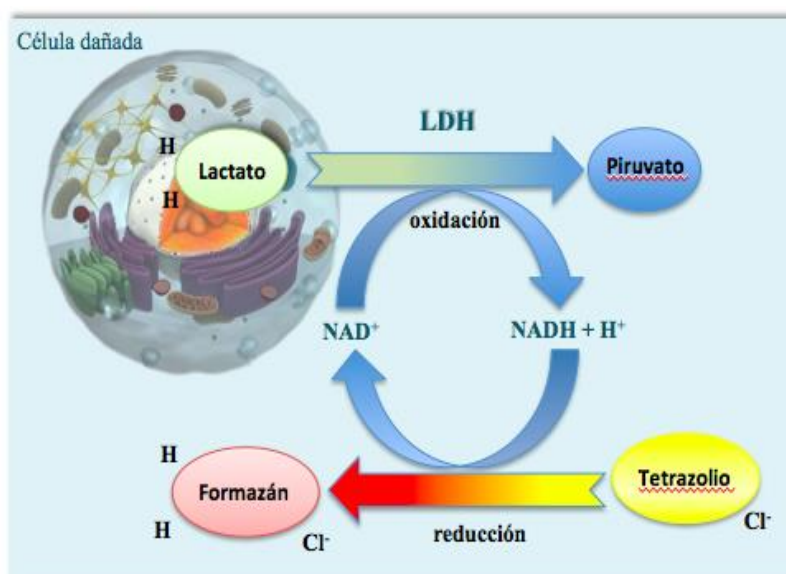 Célula dañada
LDH
H
Lactato
Piruvato
H
oxidación
NAD⁺
NADH + H⁺
H
Formazán
Tetrazolio
H
Cl⁻
reducción
Cl⁻